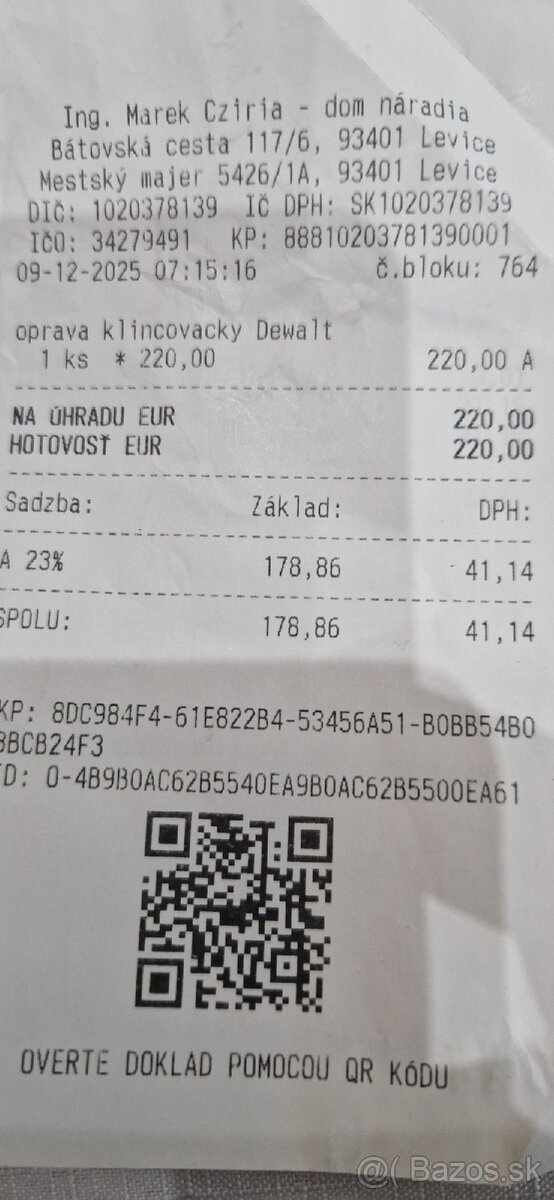 Ing. Marek Cziria - dom náradia
Bátovská cesta 117/6, 93401 Levice
Mestský majer 5426/1A, 93401 Levice
DIČ: 1020378139 IČ DPH: SK1020378139
IČO: 34279491 KP: 88810203781390001
09-12-2025 07:15:16 č.bloku: 764
oprava klincovacky Dewalt
1 ks * 220,00 220,00 A
NA ÚHRADU EUR 220,00
HOTOVOSŤ EUR 220,00
Sadzba: Základ: DPH:
A 23% 178,86 41,14
SPOLU: 178,86 41,14
KP: 8DC984F4-61E822B4-53456A51-B0BB54B0
BBCB24F3
D: O-4B9B0AC62B5540EA9B0AC62B5500EA61
OVERTE DOKLAD POMOCOU QR KÓDU
@( Bazos.sk